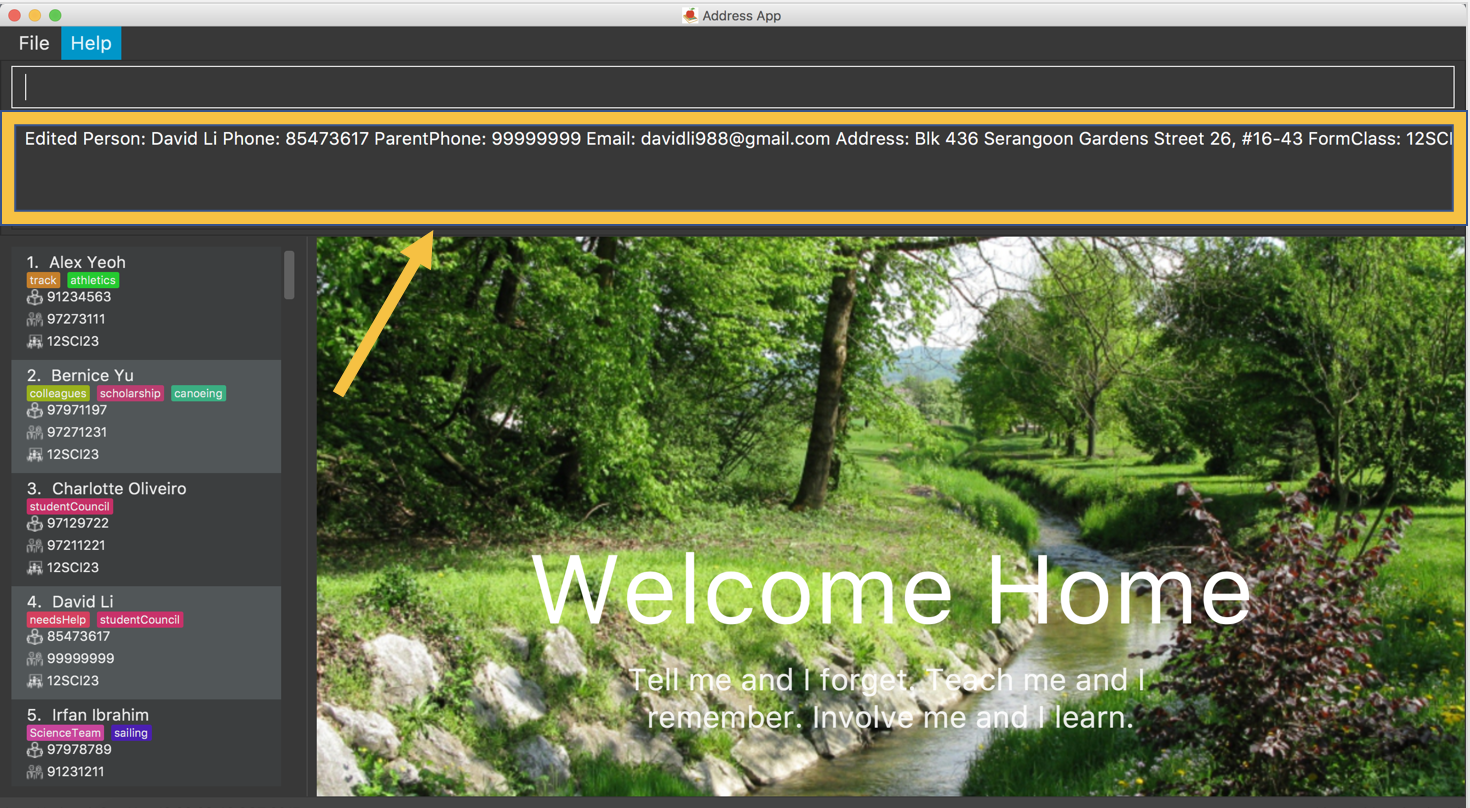 Address App
File Help
Edited Person: David Li Phone: 85473617 ParentPhone: 99999999 Email: davidli988@gmail.com Address: Blk 436 Serangoon Gardens Street 26, #16-43 FormClass: 12SCI
1. Alex Yeoh
track athletics
91234563
97273111
12SCI23
2. Bernice Yu
colleagues scholarship canoeing
97971197
97271231
12SCI23
3. Charlotte Oliveiro
studentCouncil
97129722
97211221
12SCI23
4. David Li
needsHelp studentCouncil
85473617
99999999
12SCI23
5. Irfan Ibrahim
ScienceTeam sailing
97978789
91231211
Welcome Home
Tell me and I forget. Teach me and I
remember. Involve me and I learn.